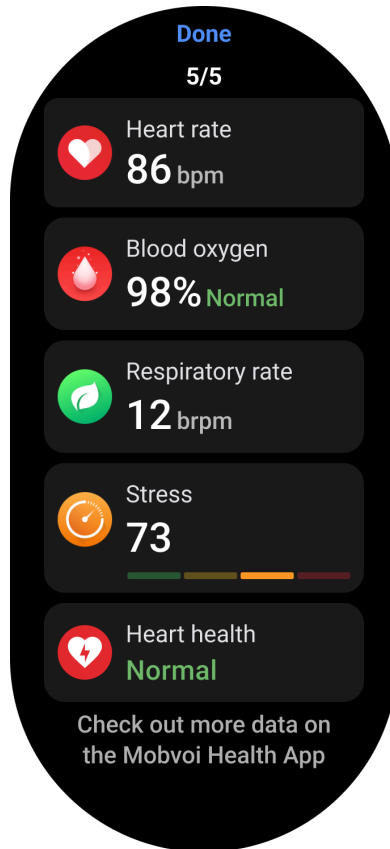 Done
5/5
Heart rate
86 bpm
Blood oxygen
98% Normal
Respiratory rate
12 brpm
Stress
73
Heart health
Normal
Check out more data on
the Mobvoi Health App